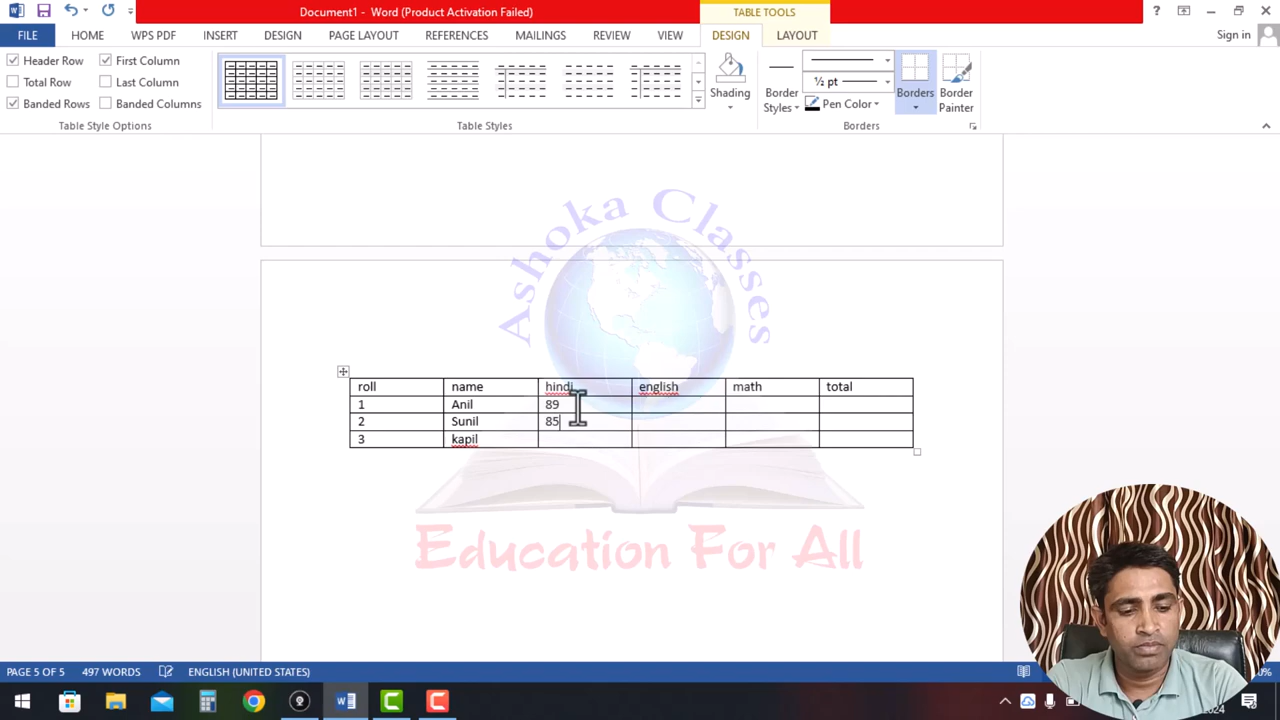 Document1 - Word (Product Activation Failed)
TABLE TOOLS
?
FILE
HOME
WPS PDF
INSERT
DESIGN
PAGE LAYOUT
REFERENCES
MAILINGS
REVIEW
VIEW
DESIGN
LAYOUT
Sign in
Header Row
First Column
Total Row
Last Column
Banded Rows
Banded Columns
Table Style Options
Table Styles
Shading
Border
Styles
½ pt
Pen Color
Borders
Border
Painter
Borders
Ashoka Classes
roll name hindi english math total
1 Anil 89
2 Sunil 85
3 kapil
Education For All
PAGE 5 OF 5
497 WORDS
ENGLISH (UNITED STATES)
0%
2024